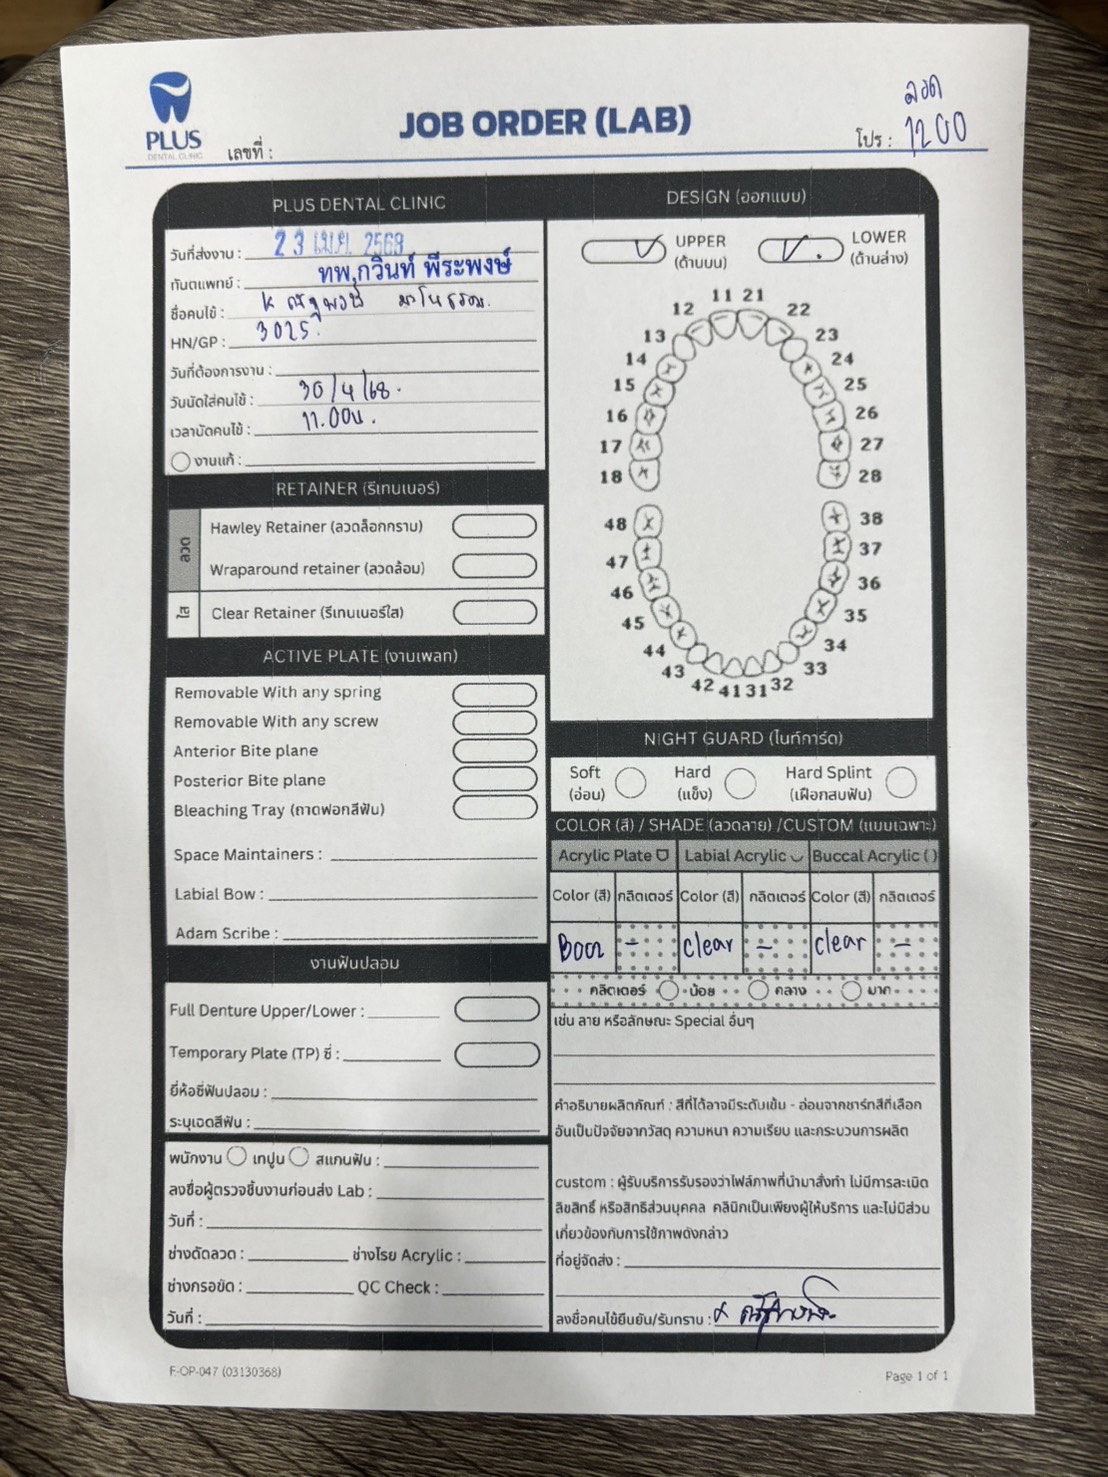 PLUS
DENTAL CLINIC
JOB ORDER (LAB)
เลขที่ :
ลวด
โปร : 1200
PLUS DENTAL CLINIC
วันที่ส่งงาน : 23 เม.ย. 2568
ทันตแพทย์ : ทพ.กวินท์ พีระพงษ์
ชื่อคนไข้ :
HN/GP : 3025
วันที่ต้องการงาน :
วันนัดใส่คนไข้ : 30/4/68.
เวลานัดคนไข้ : 11.00น.
งานแก้ :
RETAINER (รีเทนเนอร์)
ลวด
Hawley Retainer (ลวดล็อกกราม)
Wraparound retainer (ลวดล้อม)
ใส
Clear Retainer (รีเทนเนอร์ใส)
ACTIVE PLATE (งานเพลท)
Removable With any spring
Removable With any screw
Anterior Bite plane
Posterior Bite plane
Bleaching Tray (ถาดฟอกสีฟัน)
Space Maintainers :
Labial Bow :
Adam Scribe :
งานฟันปลอม
Full Denture Upper/Lower :
Temporary Plate (TP) ซี่ :
ยี่ห้อซี่ฟันปลอม :
ระบุเฉดสีฟัน :
พนักงาน เทปูน สแกนฟัน :
ลงชื่อผู้ตรวจชิ้นงานก่อนส่ง Lab :
วันที่ :
ช่างดัดลวด : ช่างโรย Acrylic :
ช่างกรอขัด : QC Check :
วันที่ :
DESIGN (ออกแบบ)
UPPER
(ด้านบน)
LOWER
(ด้านล่าง)
11 21
12 22
13 23
14 24
15 25
16 26
17 27
18 28
48 38
47 37
46 36
45 35
44 34
43 33
42 41 31 32
NIGHT GUARD (ไนท์การ์ด)
Soft
(อ่อน)
Hard
(แข็ง)
Hard Splint
(เฝือกสบฟัน)
COLOR (สี) / SHADE (ลวดลาย) /CUSTOM (แบบเฉพาะ)
Acrylic Plate Labial Acrylic Buccal Acrylic ( )
Color (สี) กลิตเตอร์ Color (สี) กลิตเตอร์ Color (สี) กลิตเตอร์
- clear - clear -
กลิตเตอร์ น้อย กลาง มาก
เช่น ลาย หรือลักษณะ Special อื่นๆ
คำอธิบายผลิตภัณฑ์ : สีที่ได้อาจมีระดับเข้ม - อ่อนจากชาร์ทสีที่เลือก
อันเป็นปัจจัยจากวัสดุ ความหนา ความเรียบ และกระบวนการผลิต
custom : ผู้รับบริการรับรองว่าไฟล์ภาพที่นำมาสั่งทำ ไม่มีการละเมิด
ลิขสิทธิ์ หรือสิทธิส่วนบุคคล คลินิกเป็นเพียงผู้ให้บริการ และไม่มีส่วน
เกี่ยวข้องกับการใช้ภาพดังกล่าว
ที่อยู่จัดส่ง :
ลงชื่อคนไข้ยืนยัน/รับทราบ :
F-OP-047 (03130368)
Page 1 of 1